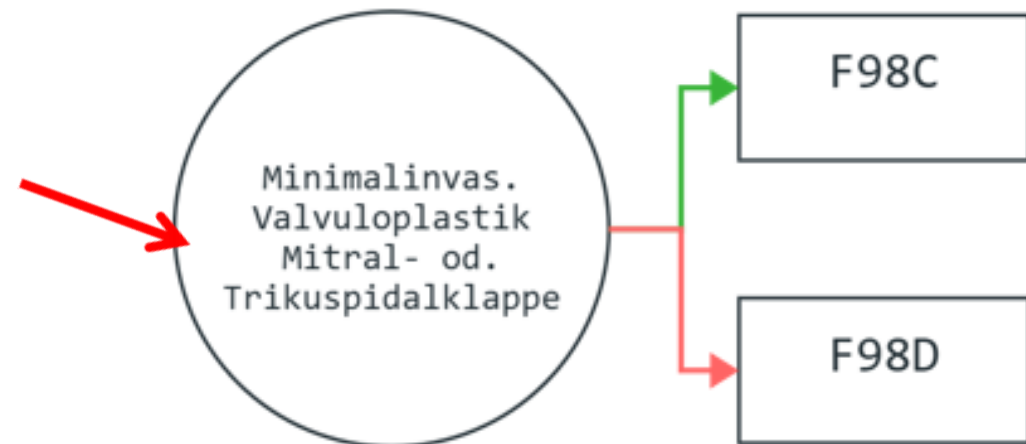 F98C
Minimalinvas.
Valvuloplastik
Mitral- od.
Trikuspidalklappe
F98D